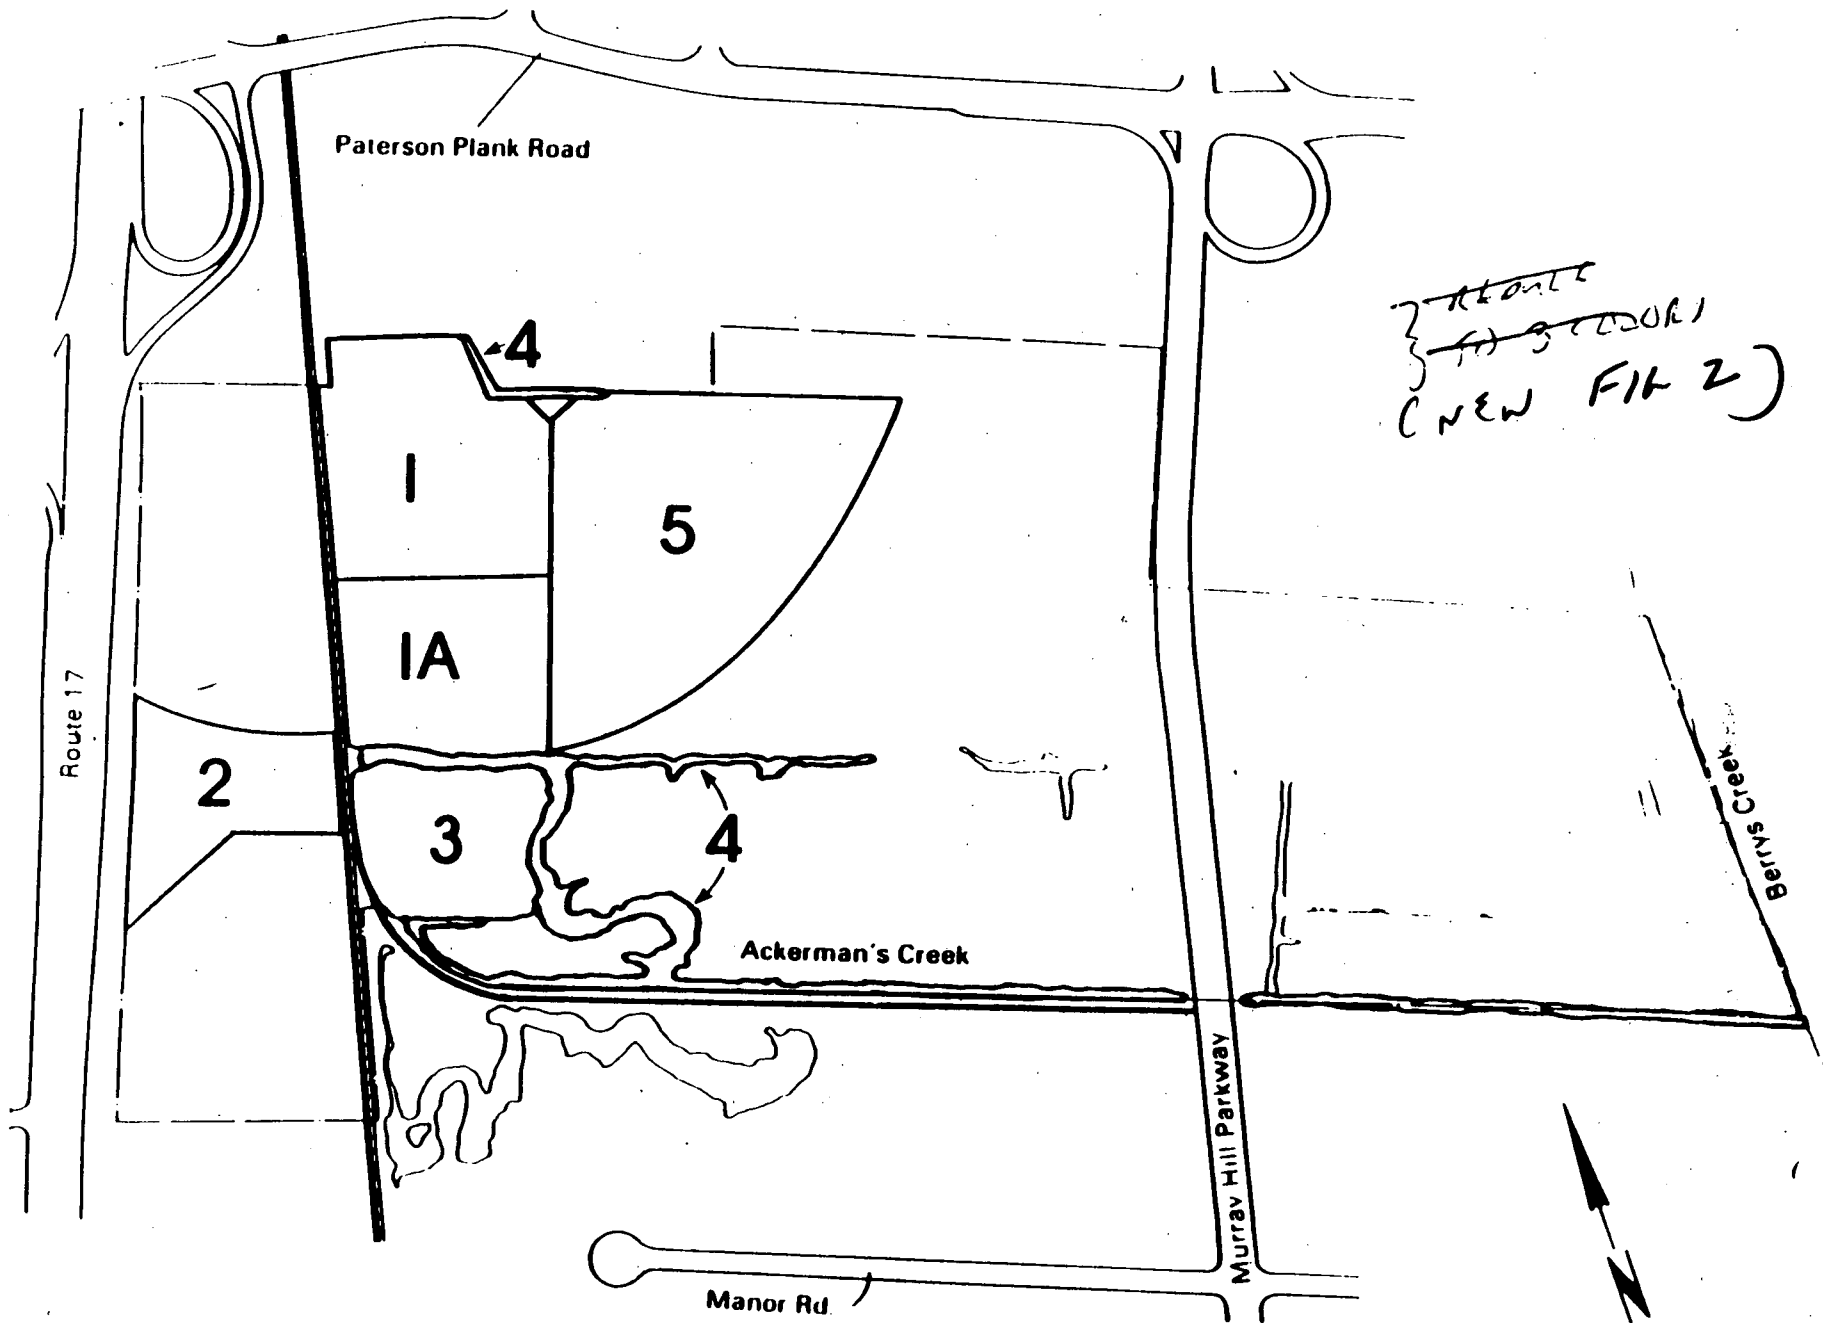 Paterson Plank Road
4
(NEW FIG 2)
1
5
1A
Route 17
2
3
4
Berrys Creek
Ackerman's Creek
Murray Hill Parkway
Manor Rd.
N